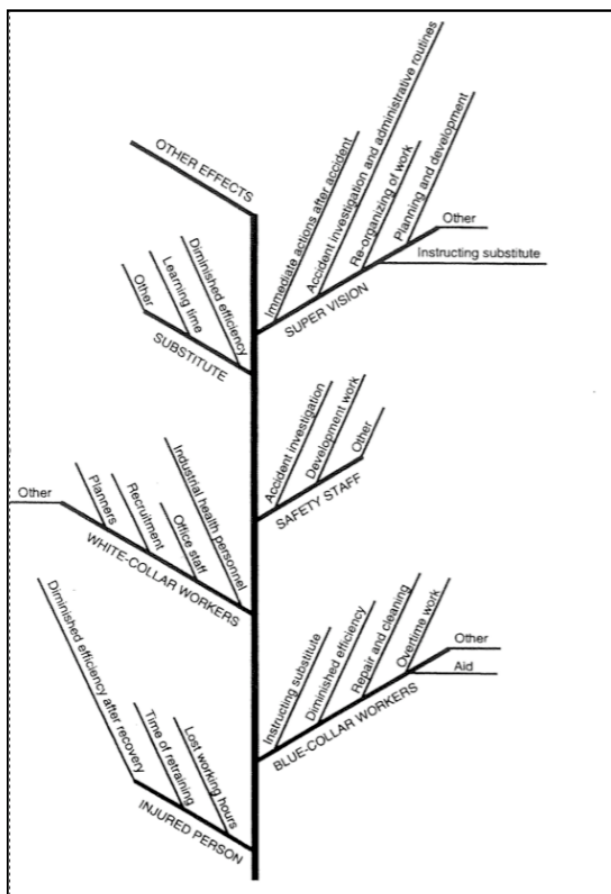 OTHER EFFECTS
Immediate actions after accident
Accident investigation and administrative routines
Re-organizing of work
Planning and development
Other
Instructing substitute
SUPER VISION
Other
Learning time
Diminished efficiency
SUBSTITUTE
Accident investigation
Development work
Other
SAFETY STAFF
Other
Planners
Recruitment
Office staff
Industrial health personnel
WHITE-COLLAR WORKERS
Instructing substitute
Diminished efficiency
Repair and cleaning
Overtime work
Other
Aid
BLUE-COLLAR WORKERS
Diminished efficiency after recovery
Time of retraining
Lost working hours
INJURED PERSON